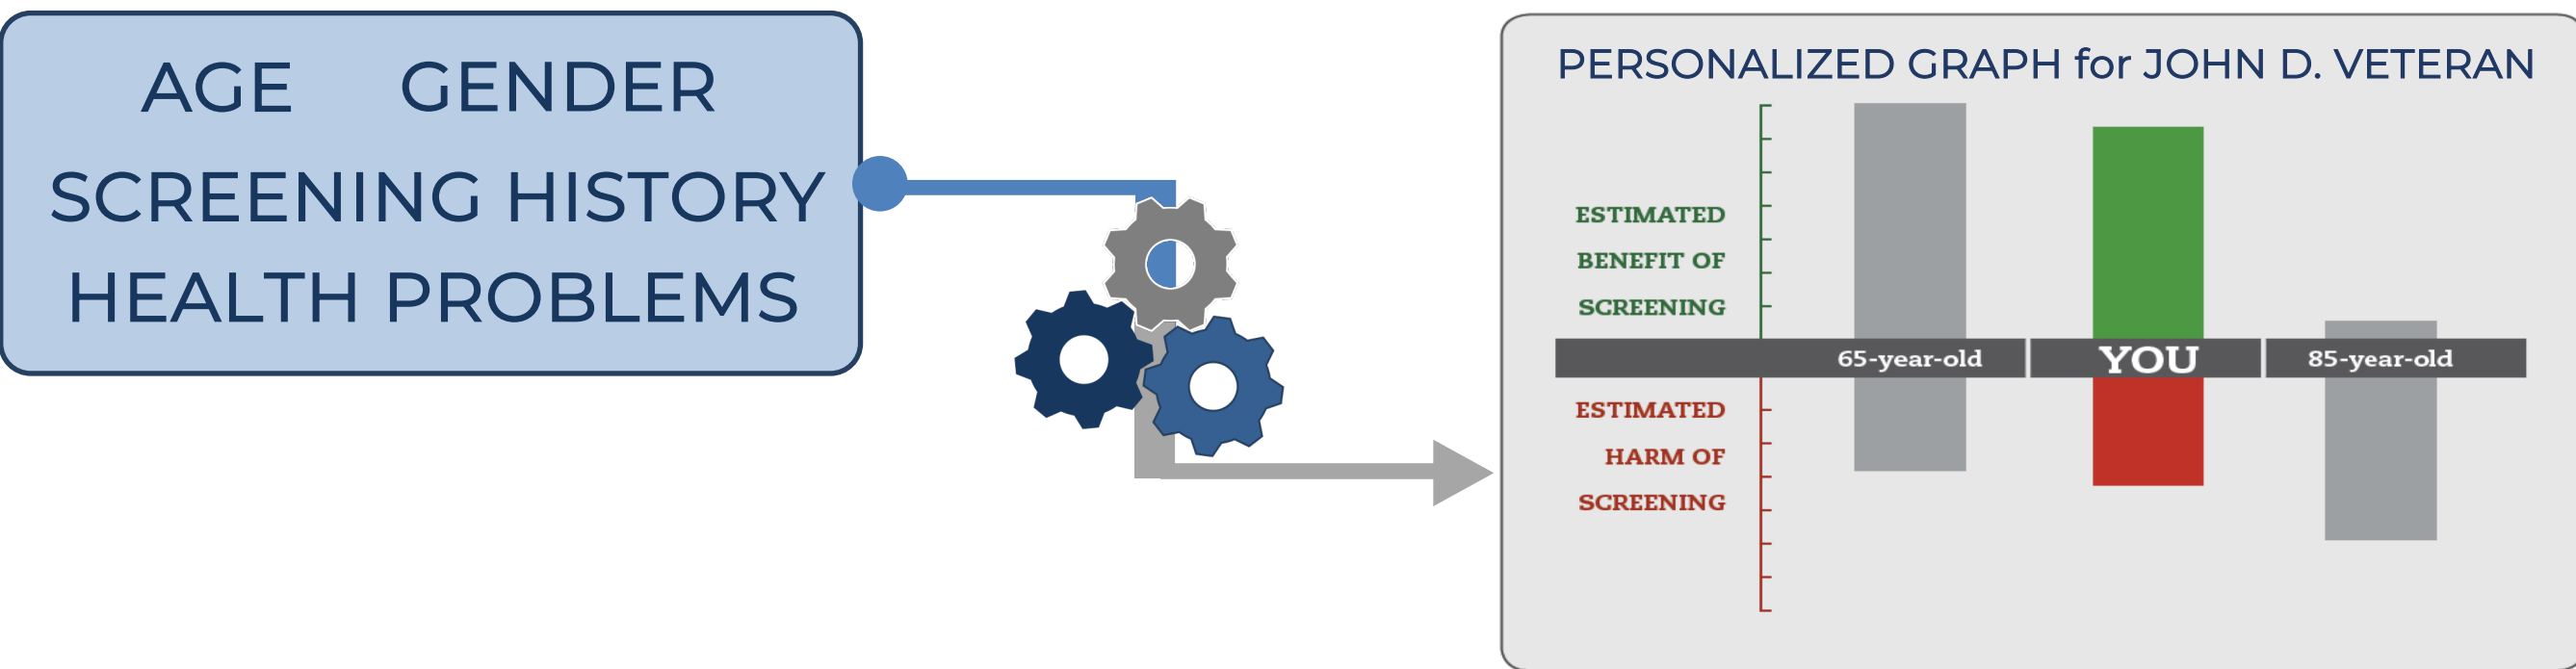 AGE GENDER
SCREENING HISTORY
HEALTH PROBLEMS
PERSONALIZED GRAPH for JOHN D. VETERAN
ESTIMATED
BENEFIT OF
SCREENING
65-year-old YOU 85-year-old
ESTIMATED
HARM OF
SCREENING